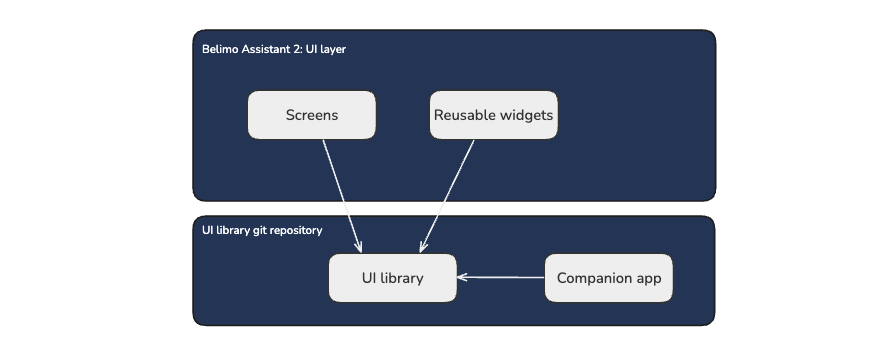 Belimo Assistant 2: UI layer
Screens
Reusable widgets
UI library git repository
UI library
Companion app